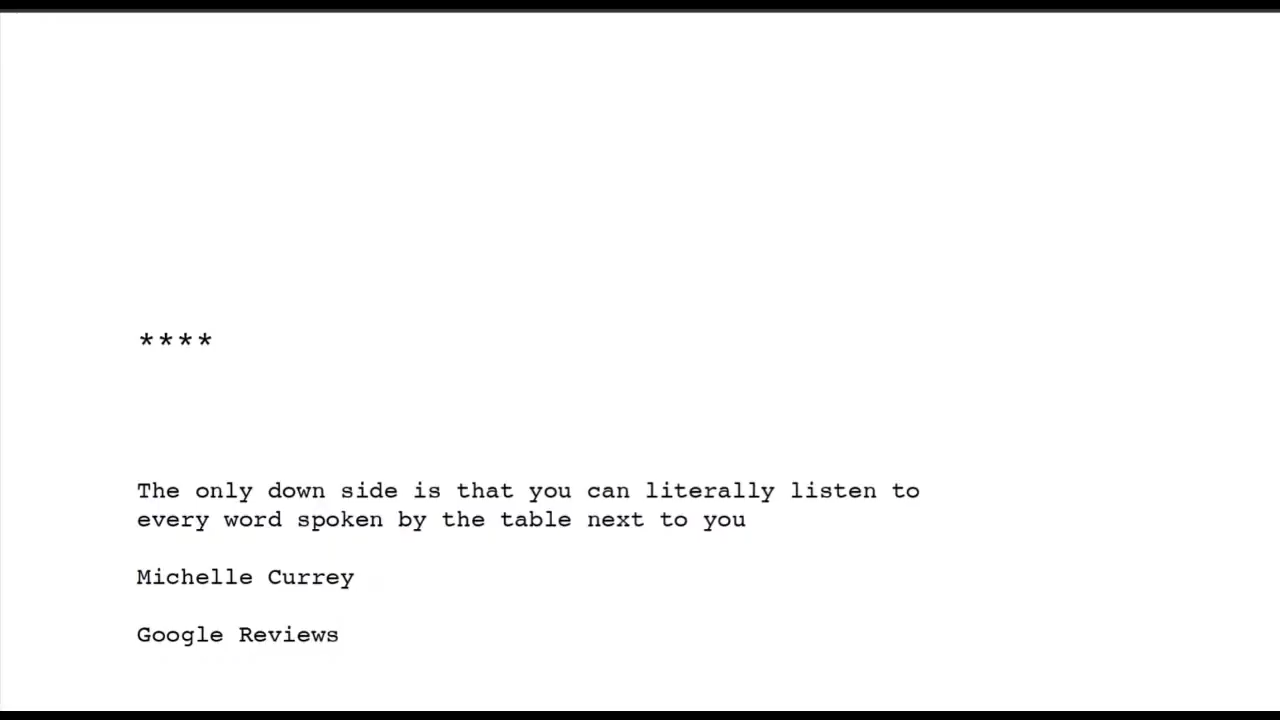 ****
The only down side is that you can literally listen to
every word spoken by the table next to you
Michelle Currey
Google Reviews